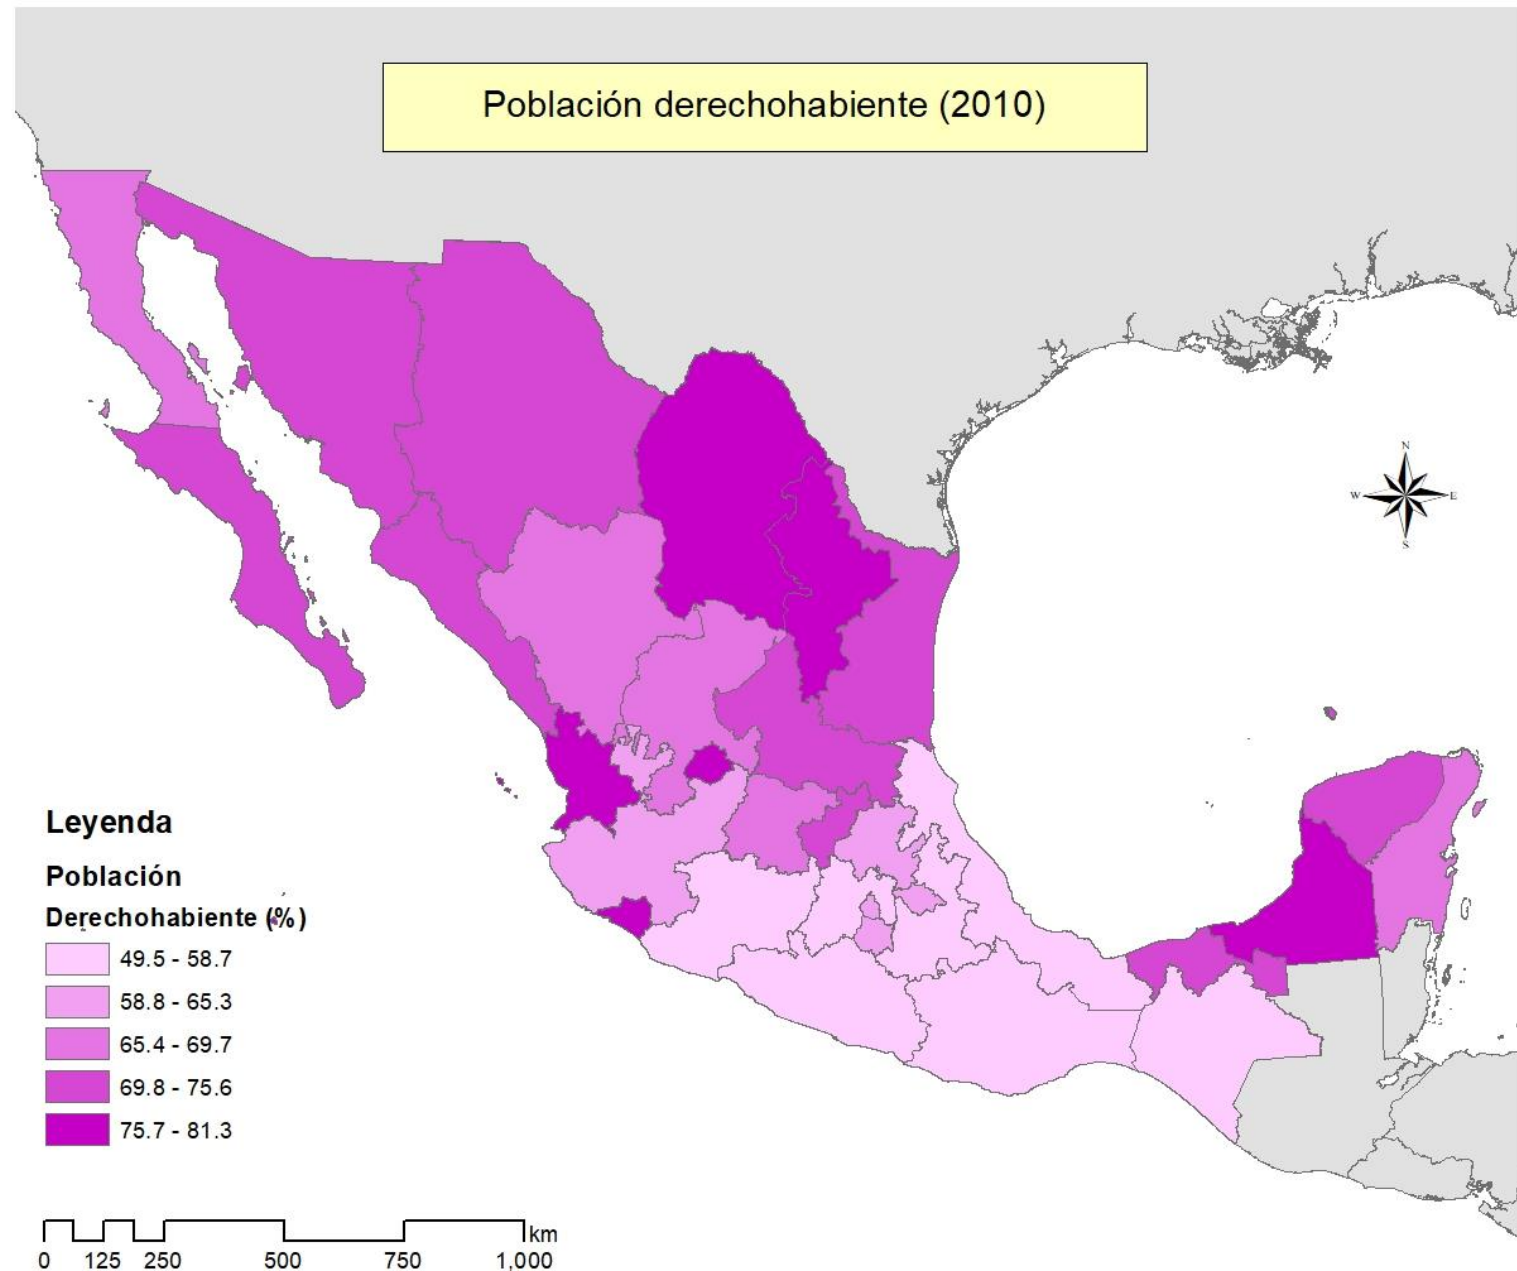 Población derechohabiente (2010)
N
W E
S
Leyenda
Población
Derechohabiente (%)
49.5 - 58.7
58.8 - 65.3
65.4 - 69.7
69.8 - 75.6
75.7 - 81.3
km
0 125 250 500 750 1,000